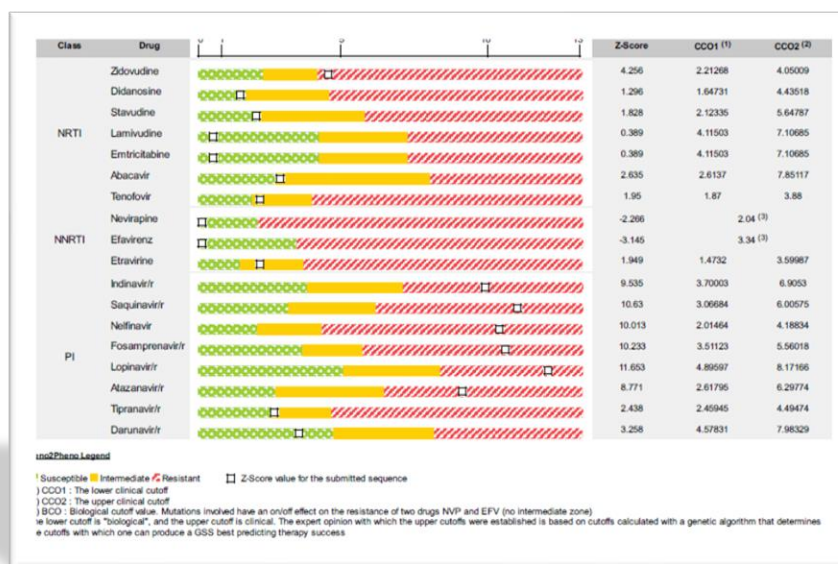 Class Drug Z-Score CCO1 (1) CCO2 (2)
Zidovudine 4.256 2.21268 4.05009
Didanosine 1.296 1.64731 4.43518
Stavudine 1.828 2.12335 5.64787
NRTI Lamivudine 0.389 4.11503 7.10685
Emtricitabine 0.389 4.11503 7.10685
Abacavir 2.635 2.6137 7.85117
Tenofovir 1.95 1.87 3.88
Nevirapine -2.266 2.04 (3)
NNRTI Efavirenz -3.145 3.34 (3)
Etravirine 1.949 1.4732 3.59987
Indinavir/r 9.535 3.70003 6.9053
Saquinavir/r 10.63 3.06684 6.00575
Nelfinavir 10.013 2.01464 4.18834
PI Fosamprenavir/r 10.233 3.51123 5.56018
Lopinavir/r 11.653 4.89597 8.17166
Atazanavir/r 8.771 2.61795 6.29774
Tipranavir/r 2.438 2.45945 4.49474
Darunavir/r 3.258 4.57831 7.98329
eno2Pheno Legend
Susceptible Intermediate Resistant Z-Score value for the submitted sequence
) CCO1 : The lower clinical cutoff
) CCO2 : The upper clinical cutoff
) BCO : Biological cutoff value. Mutations involved have an on/off effect on the resistance of two drugs NVP and EFV (no intermediate zone)
lower cutoff is "biological", and the upper cutoff is clinical. The expert opinion with which the upper cutoffs were established is based on cutoffs calculated with a genetic algorithm that determines
e cutoffs with which one can produce a GSS best predicting therapy success